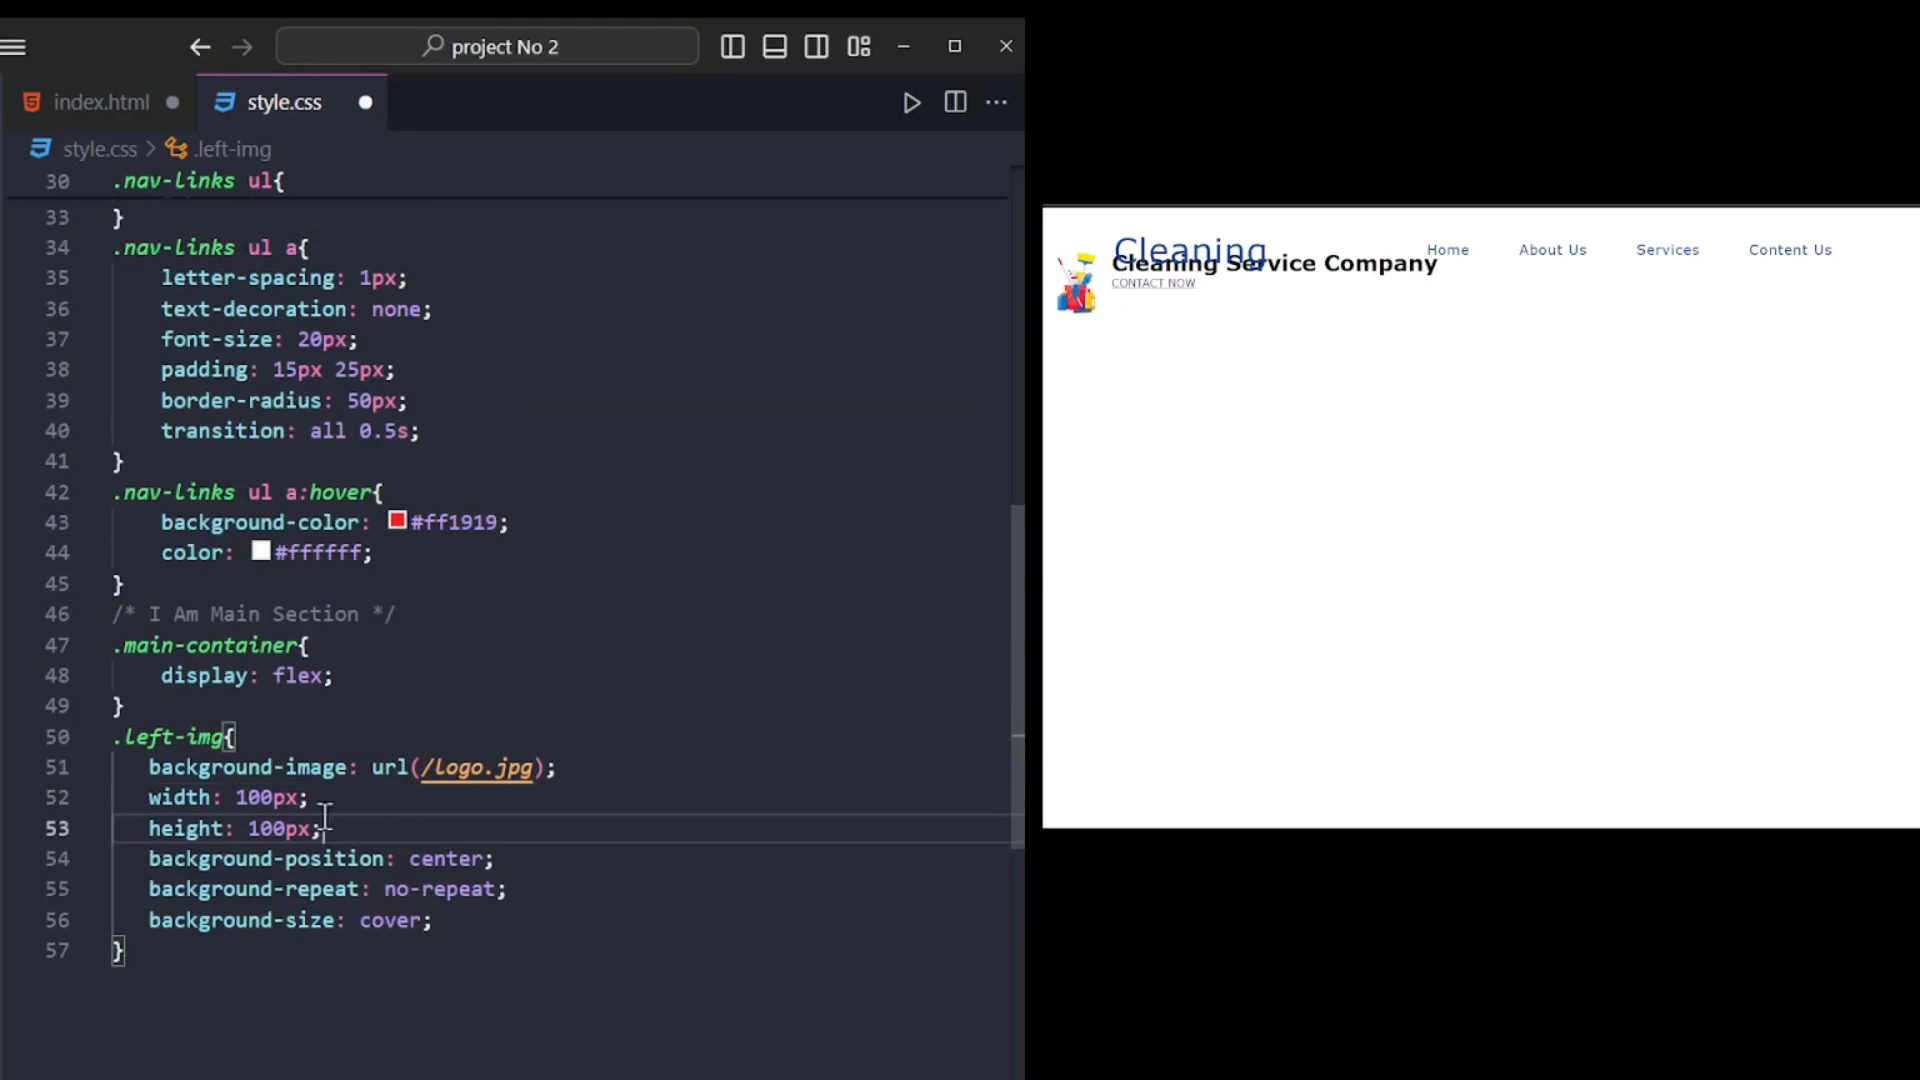 project No 2
index.html
style.css
style.css > .left-img
30 .nav-links ul{
33 }
34 .nav-links ul a{
35 letter-spacing: 1px;
36 text-decoration: none;
37 font-size: 20px;
38 padding: 15px 25px;
39 border-radius: 50px;
40 transition: all 0.5s;
41 }
42 .nav-links ul a:hover{
43 background-color: #ff1919;
44 color: #ffffff;
45 }
46 /* I Am Main Section */
47 .main-container{
48 display: flex;
49 }
50 .left-img{
51 background-image: url(/logo.jpg);
52 width: 100px;
53 height: 100px;
54 background-position: center;
55 background-repeat: no-repeat;
56 background-size: cover;
57 }
Cleaning
Home About Us Services Content Us
Cleaning Service Company
CONTACT NOW